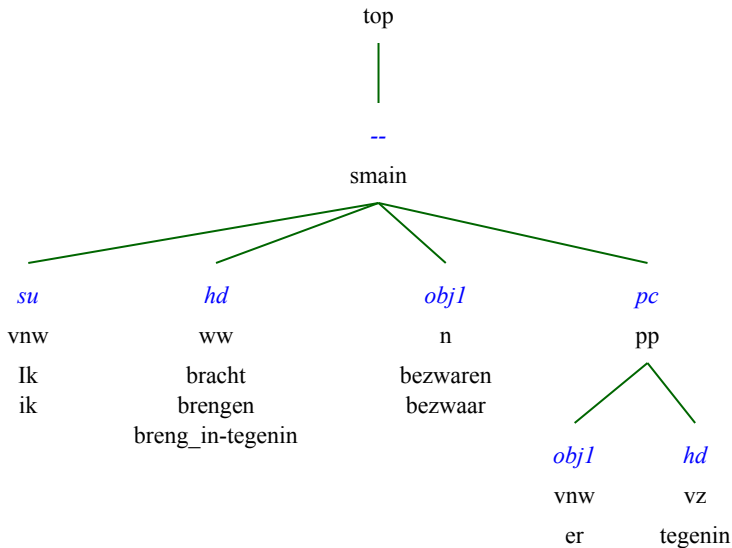 top
--
smain
su hd obj1 pc
vnw ww n pp
Ik bracht bezwaren
ik brengen bezwaar
breng_in-tegenin
obj1 hd
vnw vz
er tegenin